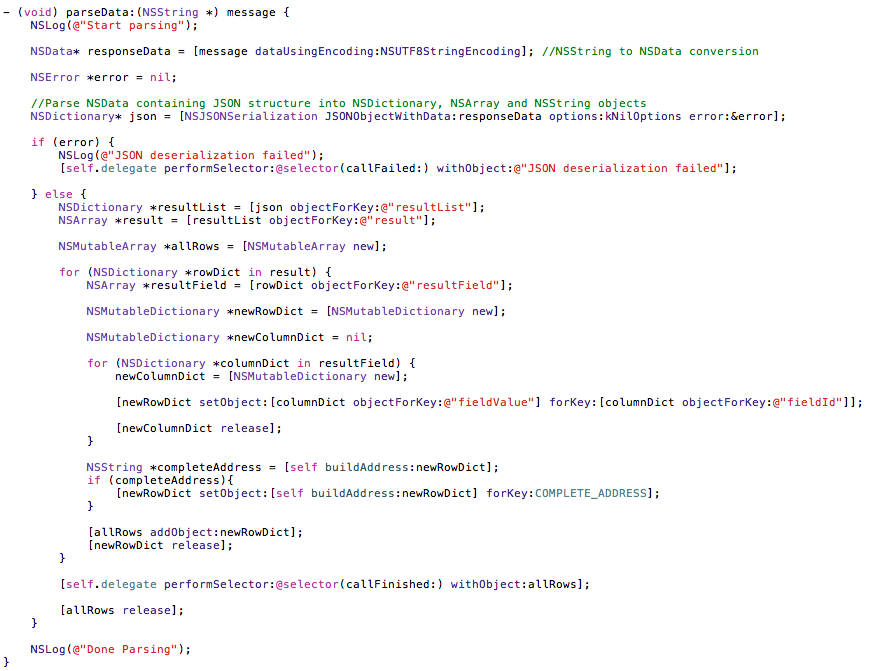 - (void) parseData:(NSString *) message {
    NSLog(@"Start parsing");

    NSData* responseData = [message dataUsingEncoding:NSUTF8StringEncoding]; //NSString to NSData conversion

    NSError *error = nil;

    //Parse NSData containing JSON structure into NSDictionary, NSArray and NSString objects
    NSDictionary* json = [NSJSONSerialization JSONObjectWithData:responseData options:kNilOptions error:&error];

    if (error) {
        NSLog(@"JSON deserialization failed");
        [self.delegate performSelector:@selector(callFailed:) withObject:@"JSON deserialization failed"];

    } else {
        NSDictionary *resultList = [json objectForKey:@"resultList"];
        NSArray *result = [resultList objectForKey:@"result"];

        NSMutableArray *allRows = [NSMutableArray new];

        for (NSDictionary *rowDict in result) {
            NSArray *resultField = [rowDict objectForKey:@"resultField"];

            NSMutableDictionary *newRowDict = [NSMutableDictionary new];

            NSMutableDictionary *newColumnDict = nil;

            for (NSDictionary *columnDict in resultField) {
                newColumnDict = [NSMutableDictionary new];

                [newRowDict setObject:[columnDict objectForKey:@"fieldValue"] forKey:[columnDict objectForKey:@"fieldId"]];

                [newColumnDict release];
            }

            NSString *completeAddress = [self buildAddress:newRowDict];
            if (completeAddress){
                [newRowDict setObject:[self buildAddress:newRowDict] forKey:COMPLETE_ADDRESS];
            }

            [allRows addObject:newRowDict];
            [newRowDict release];
        }

        [self.delegate performSelector:@selector(callFinished:) withObject:allRows];

        [allRows release];
    }

    NSLog(@"Done Parsing");
}